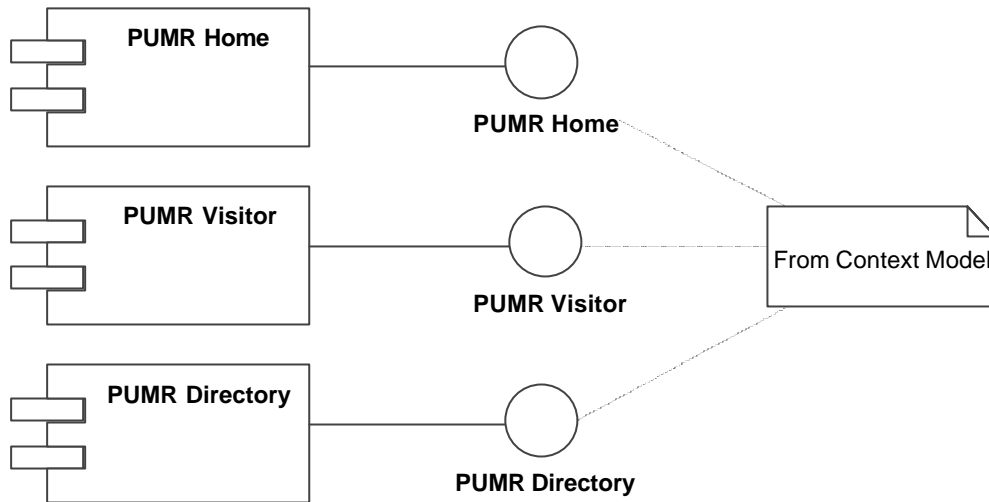 PUMR Home
PUMR Home
PUMR Visitor
From Context Model
PUMR Visitor
PUMR Directory
PUMR Directory